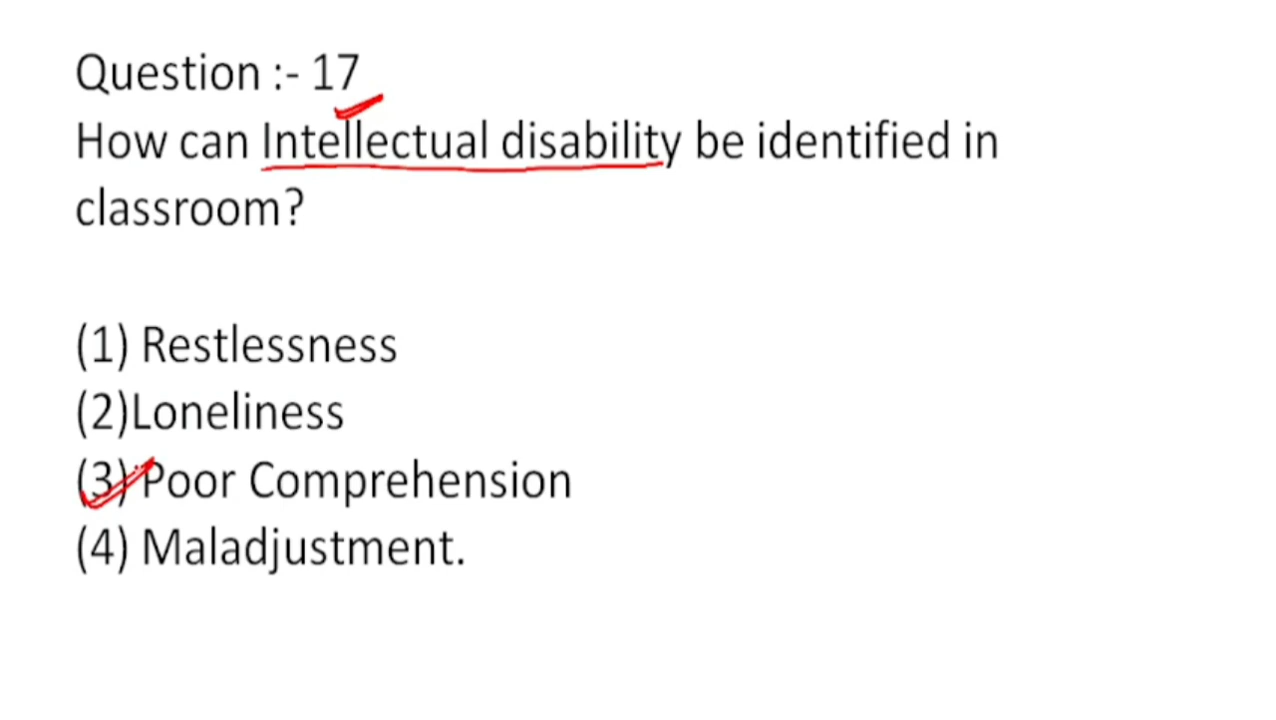 Question :- 17
How can Intellectual disability be identified in
classroom?
(1) Restlessness
(2)Loneliness
(3) Poor Comprehension
(4) Maladjustment.